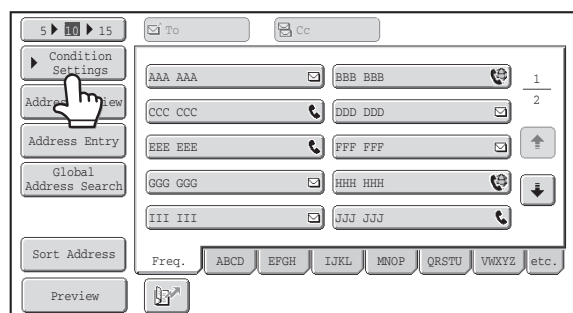 5 10 15
To
Cc
Condition
Settings
Address Entry
Global
Address Search
Sort Address
Preview
AAA AAA
BBB BBB
CCC CCC
DDD DDD
EEE EEE
FFF FFF
GGG GGG
HHH HHH
III III
JJJ JJJ
1
2
Freq.
ABCD
EFGH
IJKL
MNOP
QRSTU
VWXYZ
etc.